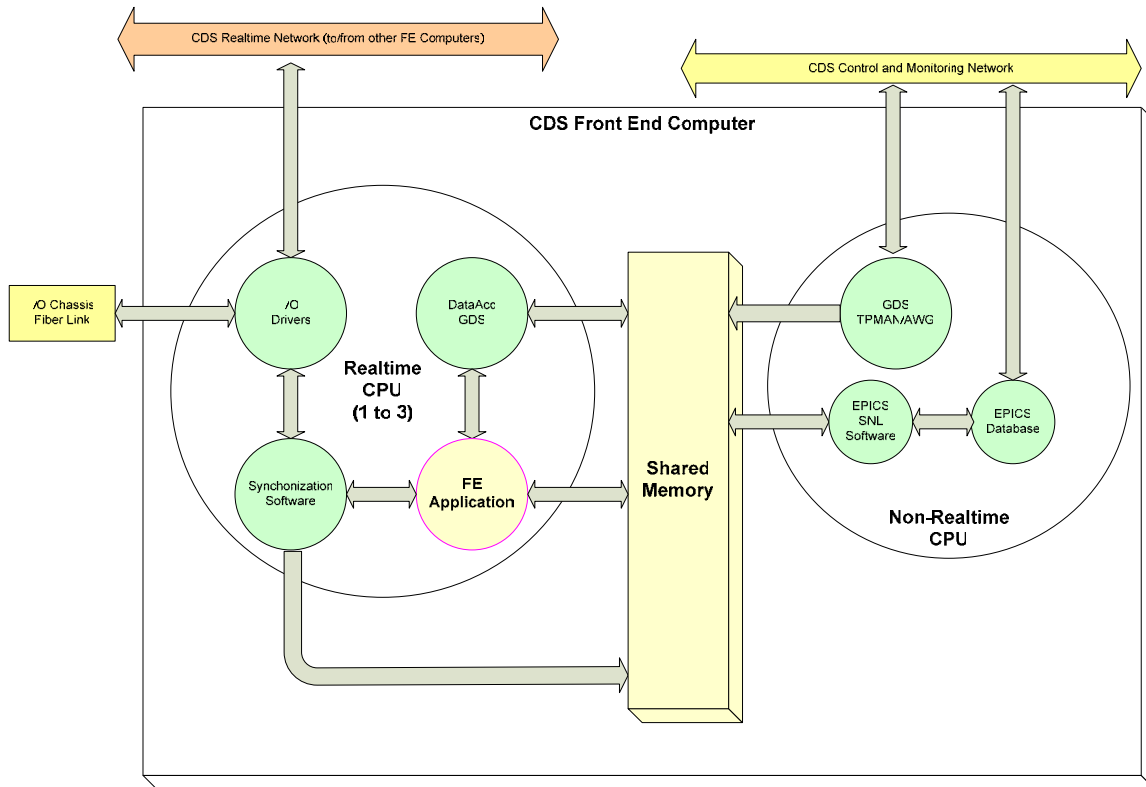 CDS Realtime Network (to/from other FE Computers)
CDS Control and Monitoring Network
CDS Front End Computer
/O Chassis
Fiber Link
/O
Drivers
DataAcq
GDS
GDS
TPMAN/AWG
Realtime
CPU
(1 to 3)
EPICS
SNL
Software
EPICS
Database
Shared
Memory
Synchonization
Software
FE
Application
Non-Realtime
CPU